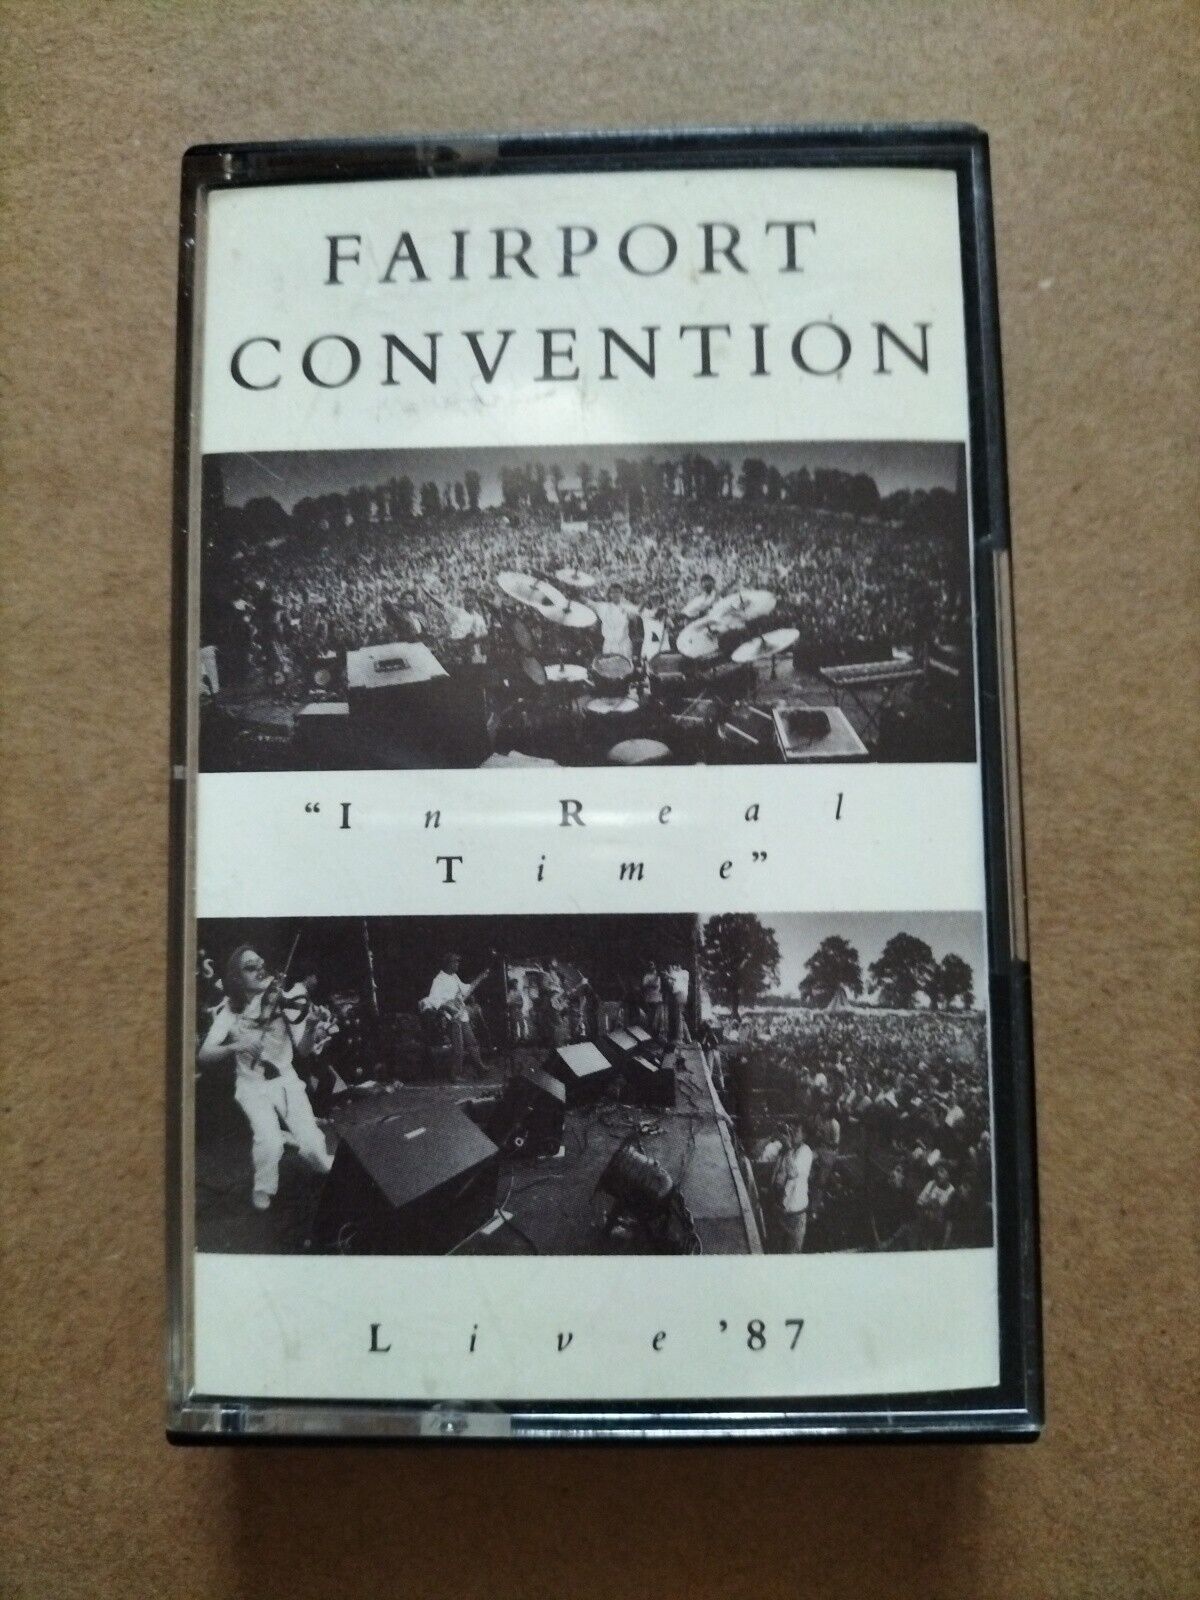 FAIRPORT
CONVENTION
“In Real
Time”
Live ’87